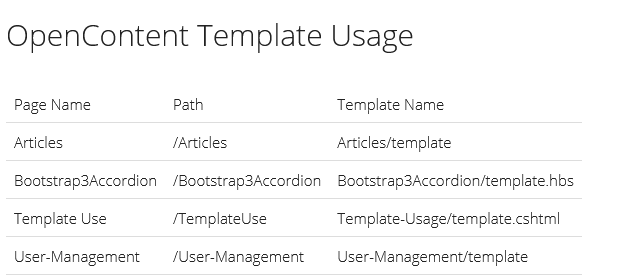 OpenContent Template Usage
Page Name Path Template Name
Articles /Articles Articles/template
Bootstrap3Accordion /Bootstrap3Accordion Bootstrap3Accordion/template.hbs
Template Use /TemplateUse Template-Usage/template.cshtml
User-Management /User-Management User-Management/template